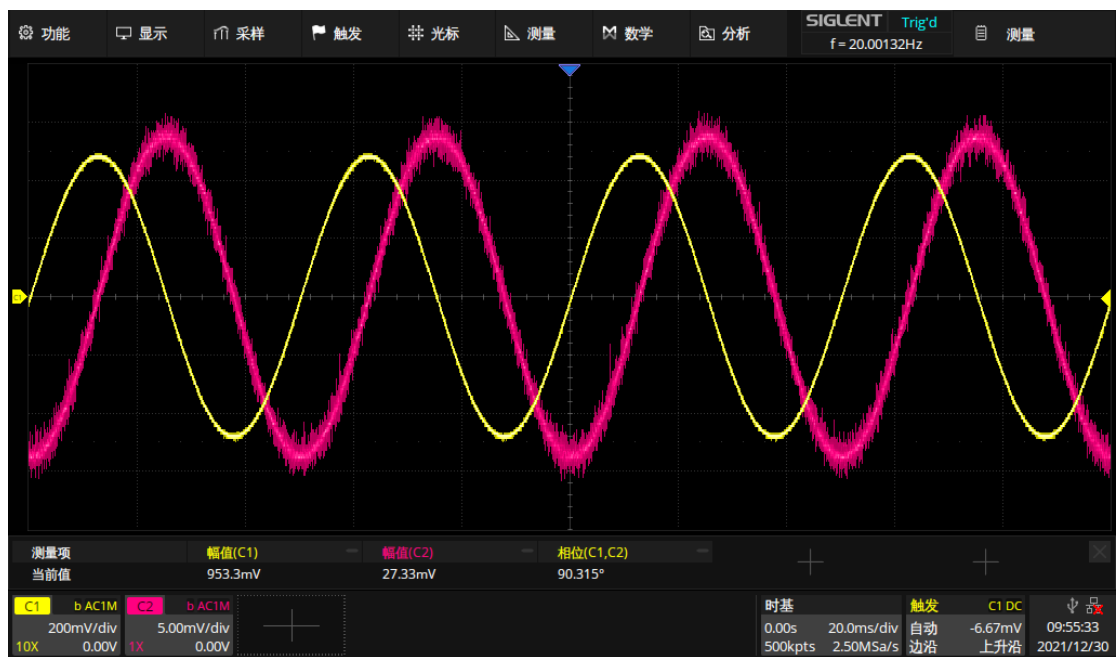 功能 显示 采样 触发 光标 测量 数学 分析 SIGLENT Trig'd 测量
f = 20.00132Hz
C1
测量项 幅值(C1) 幅值(C2) 相位(C1,C2)
当前值 953.3mV 27.33mV 90.315°
C1 b AC1M C2 b AC1M 时基 触发 C1 DC
200mV/div 5.00mV/div 0.00s 20.0ms/div 自动 -6.67mV 09:55:33
10X 0.00V 1X 0.00V 500kpts 2.50MSa/s 边沿 上升沿 2021/12/30